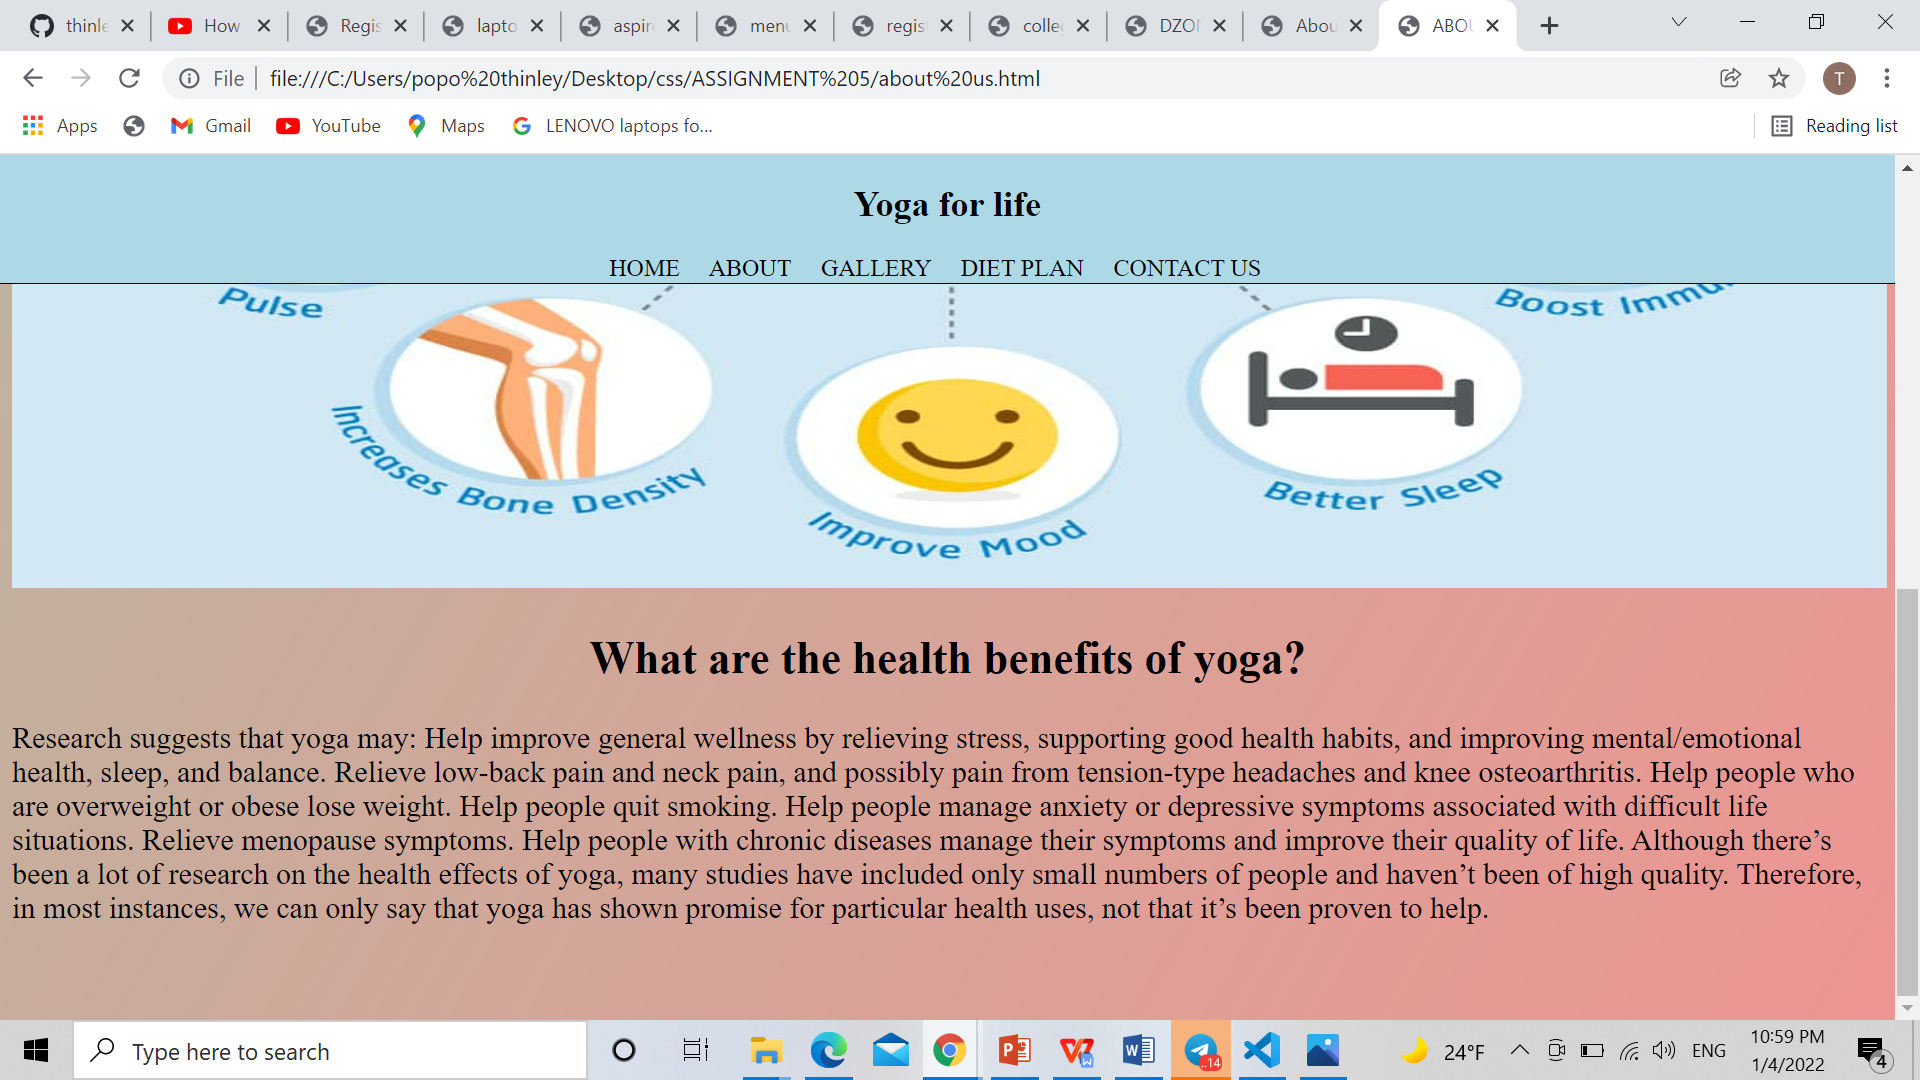 thinle
How
Regis
lapto
aspir
menu
regist
colleg
DZO
Abou
ABOU
File
file:///C:/Users/popo%20thinley/Desktop/css/ASSIGNMENT%205/about%20us.html
T
Apps
Gmail
YouTube
Maps
LENOVO laptops fo...
Reading list
Yoga for life
HOME ABOUT GALLERY DIET PLAN CONTACT US
Pulse
Boost Immu
Increases Bone Density
Improve Mood
Better Sleep
What are the health benefits of yoga?
Research suggests that yoga may: Help improve general wellness by relieving stress, supporting good health habits, and improving mental/emotional
health, sleep, and balance. Relieve low-back pain and neck pain, and possibly pain from tension-type headaches and knee osteoarthritis. Help people who
are overweight or obese lose weight. Help people quit smoking. Help people manage anxiety or depressive symptoms associated with difficult life
situations. Relieve menopause symptoms. Help people with chronic diseases manage their symptoms and improve their quality of life. Although there’s
been a lot of research on the health effects of yoga, many studies have included only small numbers of people and haven’t been of high quality. Therefore,
in most instances, we can only say that yoga has shown promise for particular health uses, not that it’s been proven to help.
Type here to search
..14
24°F
ENG
10:59 PM
1/4/2022
4